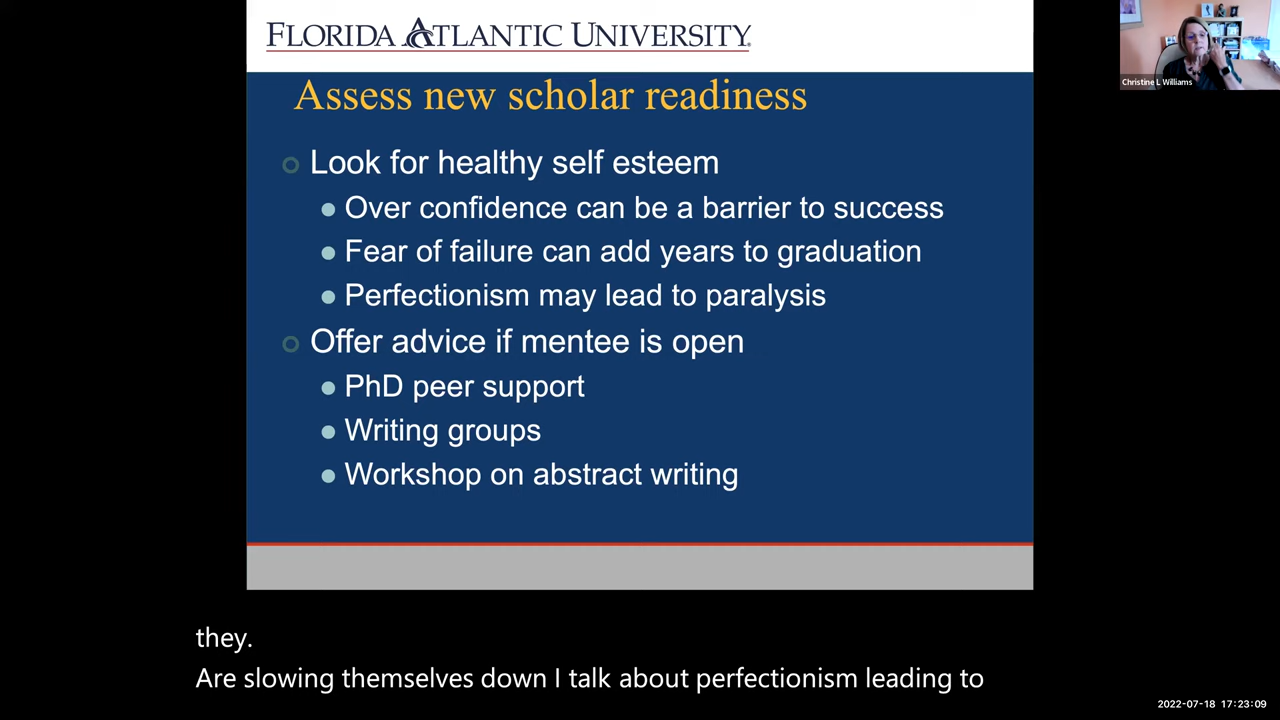 FLORIDA ATLANTIC UNIVERSITY
Christine L Williams
Assess new scholar readiness
Look for healthy self esteem
Over confidence can be a barrier to success
Fear of failure can add years to graduation
Perfectionism may lead to paralysis
Offer advice if mentee is open
PhD peer support
Writing groups
Workshop on abstract writing
they.
Are slowing themselves down I talk about perfectionism leading to
2022-07-18 17:23:09